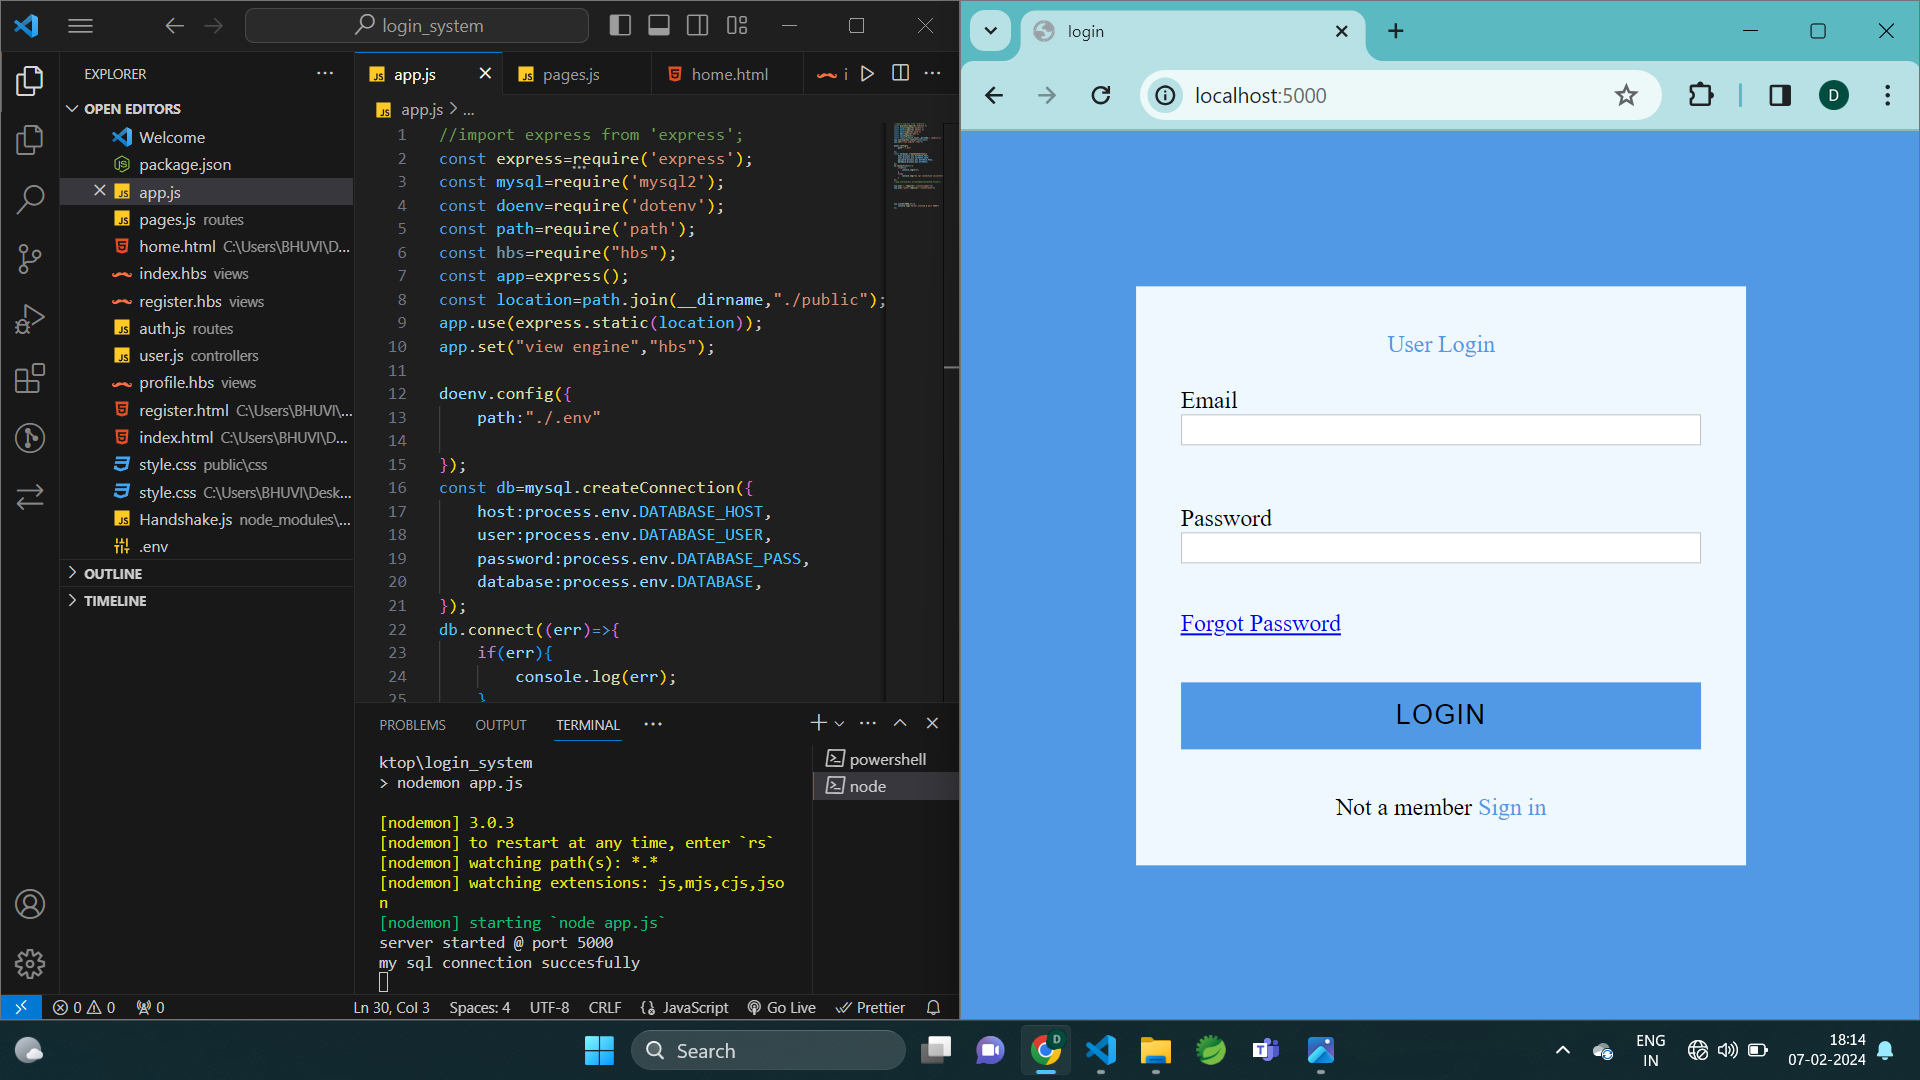 login_system
EXPLORER
OPEN EDITORS
Welcome
package.json
app.js
pages.js routes
home.html C:\Users\BHUVI\D...
index.hbs views
register.hbs views
auth.js routes
user.js controllers
profile.hbs views
register.html C:\Users\BHUVI\...
index.html C:\Users\BHUVI\D...
style.css public\css
style.css C:\Users\BHUVI\Desk...
Handshake.js node_modules\...
.env
OUTLINE
TIMELINE
app.js
pages.js
home.html
i
app.js > ...
1 //import express from 'express';
2 const express=require('express');
3 const mysql=require('mysql2');
4 const doenv=require('dotenv');
5 const path=require('path');
6 const hbs=require("hbs");
7 const app=express();
8 const location=path.join(__dirname,"./public");
9 app.use(express.static(location));
10 app.set("view engine","hbs");
11
12 doenv.config({
13 path:"./.env"
14
15 });
16 const db=mysql.createConnection({
17 host:process.env.DATABASE_HOST,
18 user:process.env.DATABASE_USER,
19 password:process.env.DATABASE_PASS,
20 database:process.env.DATABASE,
21 });
22 db.connect((err)=>{
23 if(err){
24 console.log(err);
25 }
PROBLEMS OUTPUT TERMINAL
ktop\login_system
> nodemon app.js
[nodemon] 3.0.3
[nodemon] to restart at any time, enter `rs`
[nodemon] watching path(s): *.*
[nodemon] watching extensions: js,mjs,cjs,jso
n
[nodemon] starting `node app.js`
server started @ port 5000
my sql connection succesfully
powershell
node
0 0 0 Ln 30, Col 3 Spaces: 4 UTF-8 CRLF {} JavaScript Go Live Prettier
login
localhost:5000
D
User Login
Email
Password
Forgot Password
LOGIN
Not a member Sign in
Search
D
ENG
IN
18:14
07-02-2024